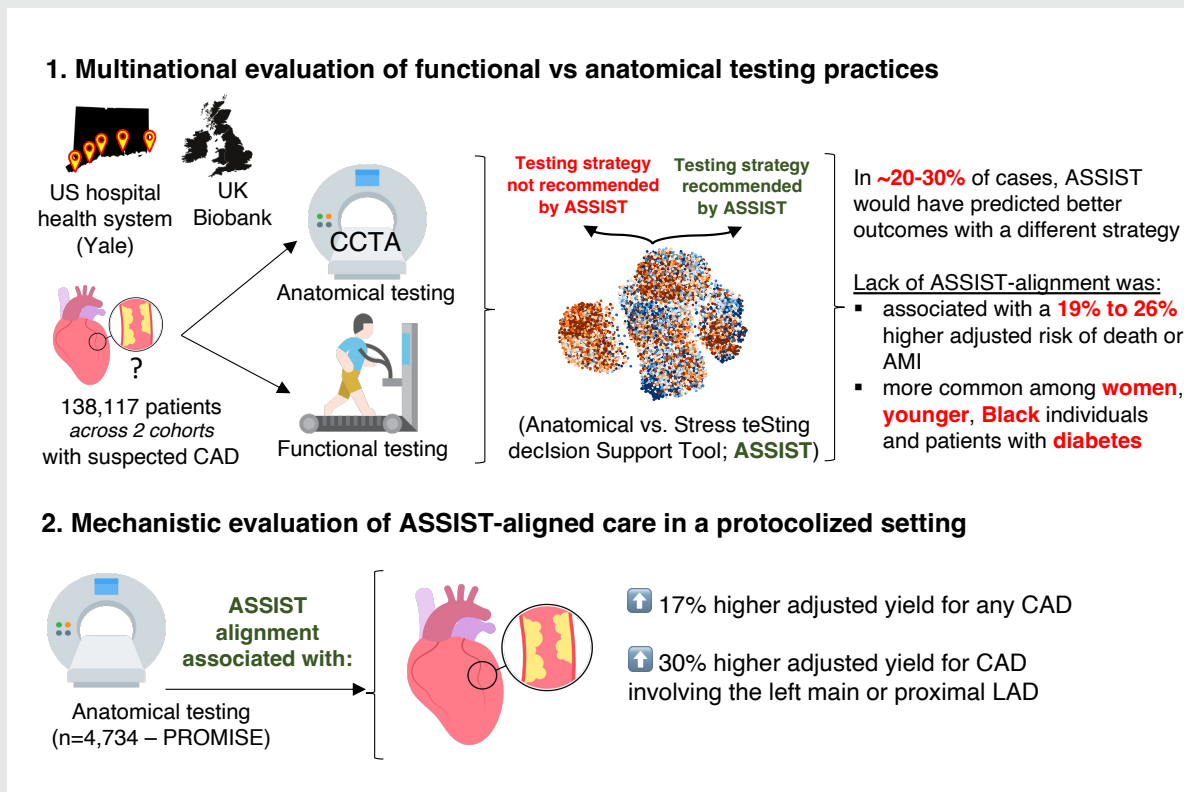 1. Multinational evaluation of functional vs anatomical testing practices
US hospital
health system
(Yale)
UK
Biobank
?
138,117 patients
across 2 cohorts
with suspected CAD
CCTA
Anatomical testing
Functional testing
Testing strategy
not recommended
by ASSIST
Testing strategy
recommended
by ASSIST
(Anatomical vs. Stress teSting
decIsion Support Tool; ASSIST)
In ~20-30% of cases, ASSIST
would have predicted better
outcomes with a different strategy
Lack of ASSIST-alignment was:
▪ associated with a 19% to 26%
higher adjusted risk of death or
AMI
▪ more common among women,
younger, Black individuals
and patients with diabetes
2. Mechanistic evaluation of ASSIST-aligned care in a protocolized setting
Anatomical testing
(n=4,734 – PROMISE)
ASSIST
alignment
associated with:
⬆ 17% higher adjusted yield for any CAD
⬆ 30% higher adjusted yield for CAD
involving the left main or proximal LAD